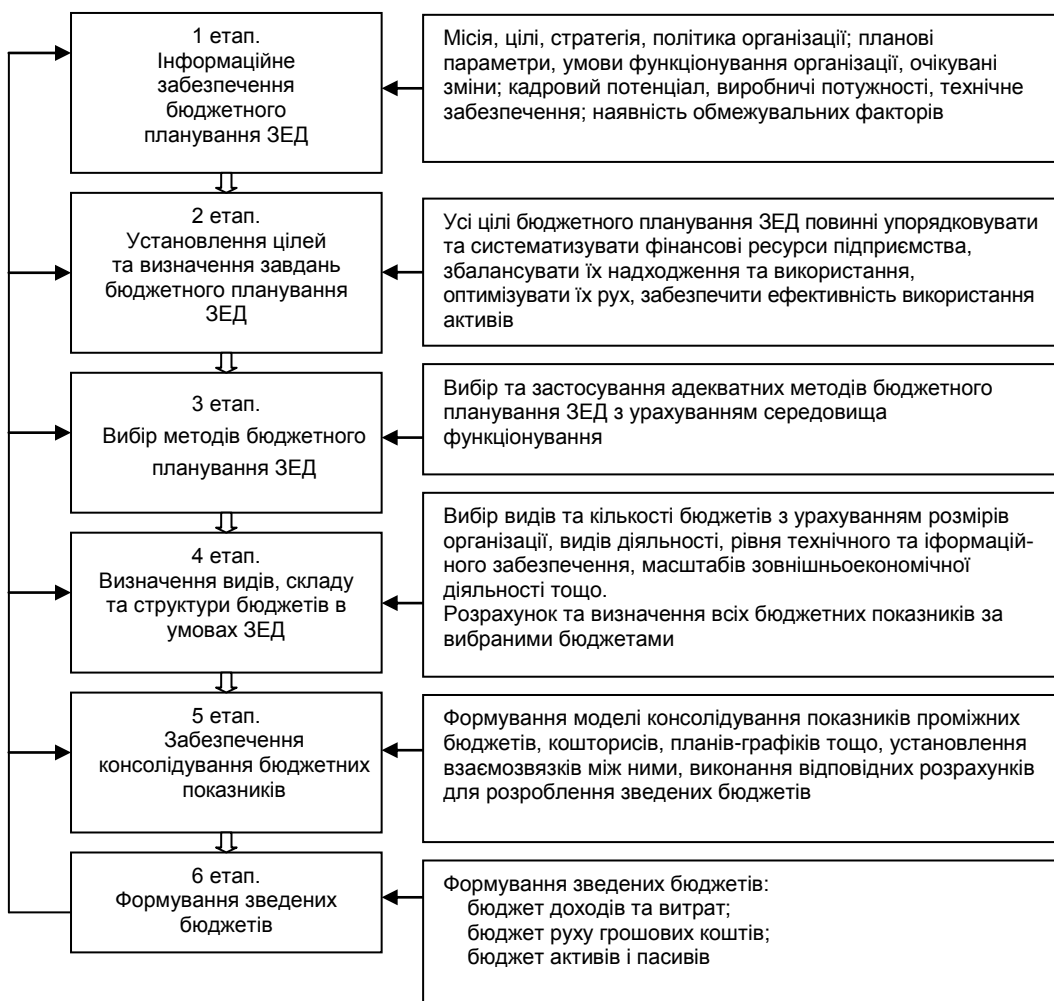 1 етап.
Інформаційне
забезпечення
бюджетного
планування ЗЕД
Місія, цілі, стратегія, політика організації; планові
параметри, умови функціонування організації, очікувані
зміни; кадровий потенціал, виробничі потужності, технічне
забезпечення; наявність обмежувальних факторів
2 етап.
Установлення цілей
та визначення завдань
бюджетного планування
ЗЕД
Усі цілі бюджетного планування ЗЕД повинні упорядковувати
та систематизувати фінансові ресурси підприємства,
збалансувати їх надходження та використання,
оптимізувати їх рух, забезпечити ефективність використання
активів
3 етап.
Вибір методів бюджетного
планування ЗЕД
Вибір та застосування адекватних методів бюджетного
планування ЗЕД з урахуванням середовища
функціонування
4 етап.
Визначення видів, складу
та структури бюджетів в
умовах ЗЕД
Вибір видів та кількості бюджетів з урахуванням розмірів
організації, видів діяльності, рівня технічного та іформацій-
ного забезпечення, масштабів зовнішньоекономічної
діяльності тощо.
Розрахунок та визначення всіх бюджетних показників за
вибраними бюджетами
5 етап.
Забезпечення
консолідування бюджетних
показників
Формування моделі консолідування показників проміжних
бюджетів, кошторисів, планів-графіків тощо, установлення
взаємозвязків між ними, виконання відповідних розрахунків
для розроблення зведених бюджетів
6 етап.
Формування зведених
бюджетів
Формування зведених бюджетів:
бюджет доходів та витрат;
бюджет руху грошових коштів;
бюджет активів і пасивів